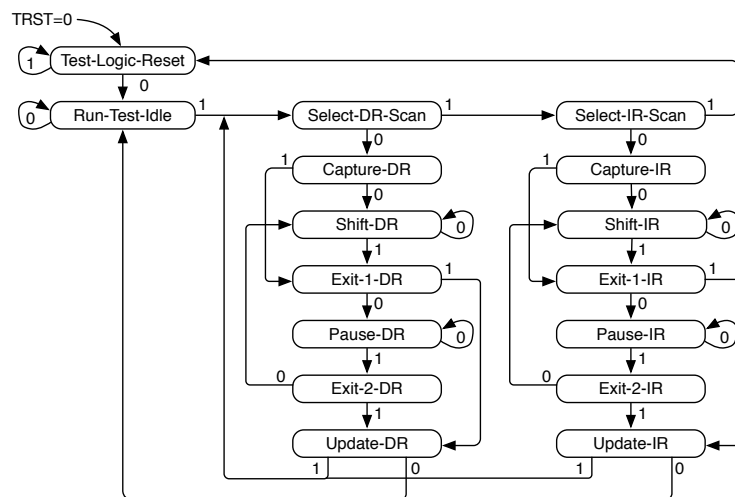 TRST=0
1 Test-Logic-Reset
0
0 Run-Test-Idle 1 Select-DR-Scan 1 Select-IR-Scan 1
0 0
1 Capture-DR 1 Capture-IR
0 0
Shift-DR 0 Shift-IR 0
1 1
Exit-1-DR 1 Exit-1-IR 1
0 0
Pause-DR 0 Pause-IR 0
1 1
0 Exit-2-DR 0 Exit-2-IR
1 1
Update-DR Update-IR
1 0 1 0